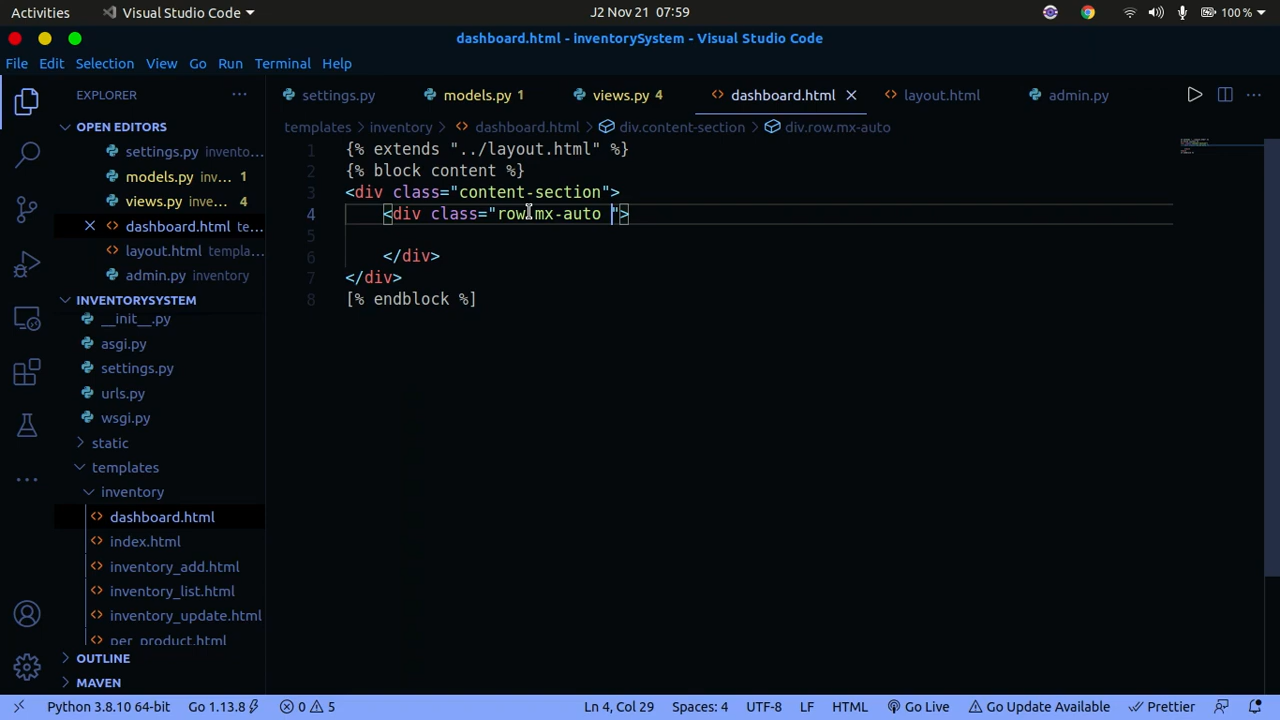 Activities
Visual Studio Code
J2 Nov 21 07:59
100 %
dashboard.html - inventorySystem - Visual Studio Code
File Edit Selection View Go Run Terminal Help
EXPLORER
settings.py
models.py 1
views.py 4
dashboard.html
layout.html
admin.py
templates > inventory > dashboard.html > div.content-section > div.row.mx-auto
OPEN EDITORS
settings.py invento...
models.py inv... 1
views.py inve... 4
dashboard.html te...
layout.html templa...
admin.py inventory
INVENTORYSYSTEM
__init__.py
asgi.py
settings.py
urls.py
wsgi.py
static
templates
inventory
dashboard.html
index.html
inventory_add.html
inventory_list.html
inventory_update.html
per_product.html
OUTLINE
MAVEN
1 {% extends "../layout.html" %}
2 {% block content %}
3 <div class="content-section">
4 <div class="row mx-auto ">
5
6 </div>
7 </div>
8 [% endblock %]
Python 3.8.10 64-bit
Go 1.13.8
0 5
Ln 4, Col 29
Spaces: 4
UTF-8
LF
HTML
Go Live
Go Update Available
Prettier